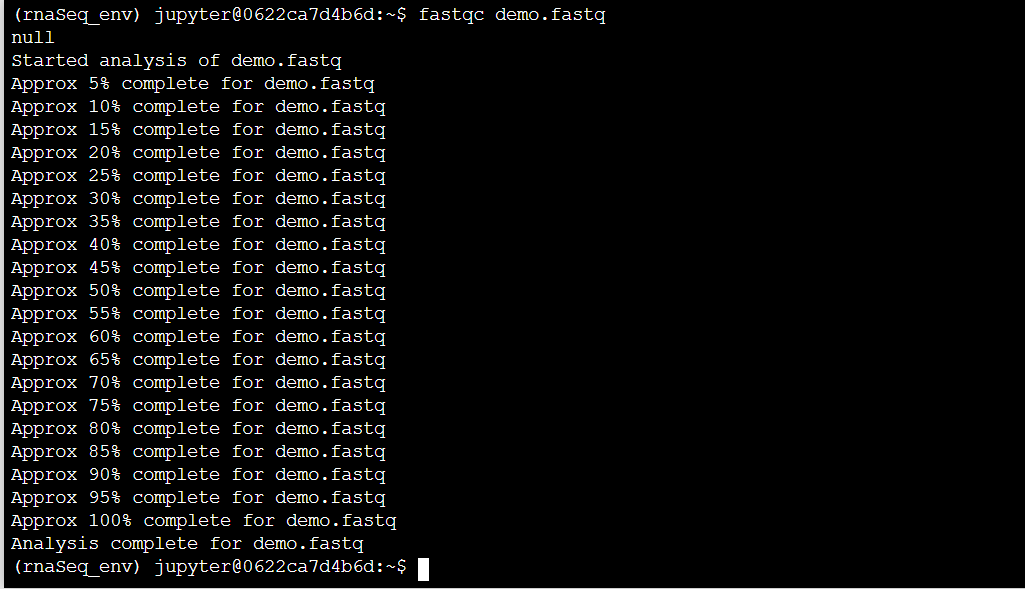 (rnaSeq_env) jupyter@0622ca7d4b6d:~$ fastqc demo.fastq
null
Started analysis of demo.fastq
Approx 5% complete for demo.fastq
Approx 10% complete for demo.fastq
Approx 15% complete for demo.fastq
Approx 20% complete for demo.fastq
Approx 25% complete for demo.fastq
Approx 30% complete for demo.fastq
Approx 35% complete for demo.fastq
Approx 40% complete for demo.fastq
Approx 45% complete for demo.fastq
Approx 50% complete for demo.fastq
Approx 55% complete for demo.fastq
Approx 60% complete for demo.fastq
Approx 65% complete for demo.fastq
Approx 70% complete for demo.fastq
Approx 75% complete for demo.fastq
Approx 80% complete for demo.fastq
Approx 85% complete for demo.fastq
Approx 90% complete for demo.fastq
Approx 95% complete for demo.fastq
Approx 100% complete for demo.fastq
Analysis complete for demo.fastq
(rnaSeq_env) jupyter@0622ca7d4b6d:~$